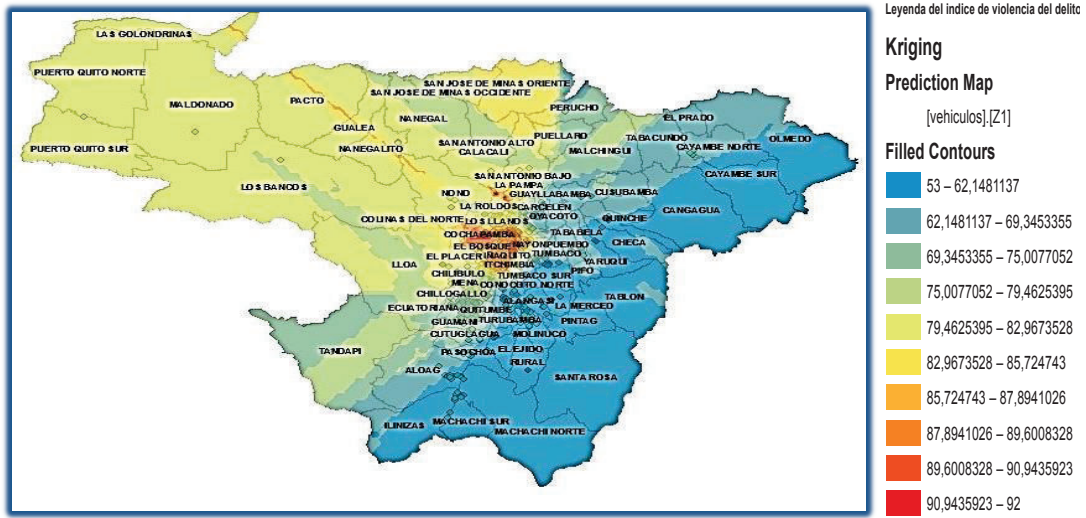 LAS GOLONDRINAS
PUERTO QUITO NORTE
MALDONADO
PACTO
SAN JOSE DE MINAS ORIENTE
SAN JOSE DE MINAS OCCIDENTE
PERUCHO
EL PRADO
GUALEA
NANEGAL
PUELLARO
TABACUNDO
OLMEDO
PUERTO QUITO SUR
NANEGALITO
SAN ANTONIO ALTO
CALACALI
MALCHINGUI
CAYAMBE NORTE
CAYAMBE SUR
LOS BANCOS
SAN ANTONIO BAJO
LA PAMPA
NONO
GUAYLLABAMBA
CUSUBAMBA
LA ROLDOS
CARCELEN
CANGAGUA
COLINAS DEL NORTE
LOS LLANOS
OYACOTO
QUINCHE
COCHAPAMBA
TABABELA
CHECA
EL BOSQUE
NAYON
PUEMBO
EL PLACER
IÑAQUITO
TUMBACO
YARUQUI
LLOA
ITCHIMBIA
PIFO
CHILIBULO
TUMBACO SUR
MENA
CONOCOTO NORTE
CHILLOGALLO
ALANGASI
TABLON
ECUATORIANA
QUITUMBE
LA MERCED
GUAMANI
TURUBAMBA
PINTAG
CUTUGLAGUA
MOLINUCO
TANDAPI
PASOCHOA
EL EJIDO
RURAL
ALOAG
SANTA ROSA
ILINIZAS
MACHACHI SUR
MACHACHI NORTE
Leyenda del indice de violencia del delito
Kriging
Prediction Map
[vehiculos].[Z1]
Filled Contours
53 – 62,1481137
62,1481137 – 69,3453355
69,3453355 – 75,0077052
75,0077052 – 79,4625395
79,4625395 – 82,9673528
82,9673528 – 85,724743
85,724743 – 87,8941026
87,8941026 – 89,6008328
89,6008328 – 90,9435923
90,9435923 – 92